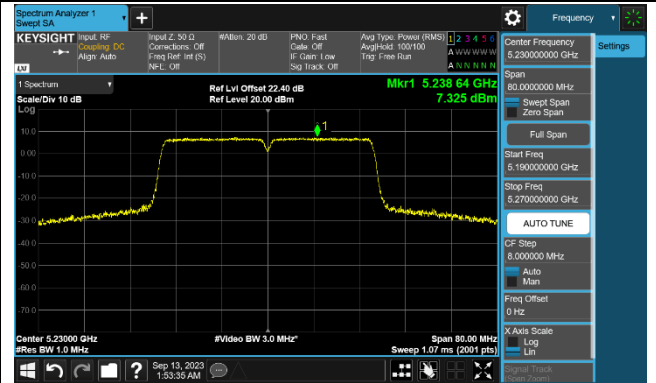 Spectrum Analyzer 1
Swept SA
+
Frequency
KEYSIGHT
Input: RF
Coupling: DC
Align: Auto
LXI
Input Z: 50 Ω
Corrections: Off
Freq Ref: Int (S)
NFE: Off
#Atten: 20 dB
PNO: Fast
Gate: Off
IF Gain: Low
Sig Track: Off
Avg Type: Power (RMS)
Avg|Hold: 100/100
Trig: Free Run
1 2 3 4 5 6
A W W W W W
A N N N N N
1 Spectrum
Scale/Div 10 dB
Log
Ref Lvl Offset 22.40 dB
Ref Level 20.00 dBm
Mkr1 5.238 64 GHz
7.325 dBm
1
10.0
0.00
-10.0
-20.0
-30.0
-40.0
-50.0
-60.0
-70.0
Center 5.23000 GHz
#Res BW 1.0 MHz
#Video BW 3.0 MHz*
Span 80.00 MHz
Sweep 1.07 ms (2001 pts)
Sep 13, 2023
1:53:35 AM
?
Center Frequency
5.230000000 GHz
Settings
Span
80.0000000 MHz
Swept Span
Zero Span
Full Span
Start Freq
5.190000000 GHz
Stop Freq
5.270000000 GHz
AUTO TUNE
CF Step
8.000000 MHz
Auto
Man
Freq Offset
0 Hz
X Axis Scale
Log
Lin
Signal Track
(Span Zoom)